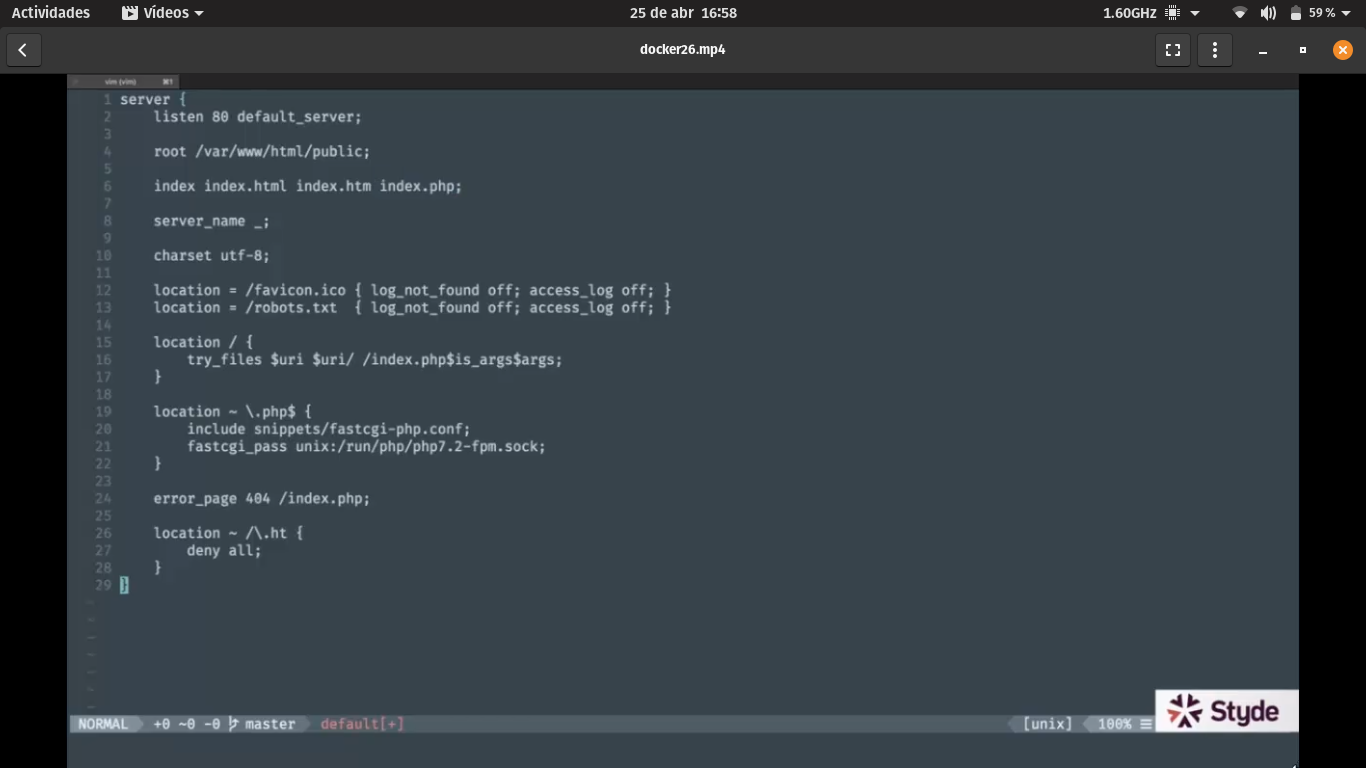 Actividades Vídeos 25 de abr 16:58 1.60GHz 59 %
docker26.mp4
vim (vim) ⌘1
1 server {
2 listen 80 default_server;
3
4 root /var/www/html/public;
5
6 index index.html index.htm index.php;
7
8 server_name _;
9
10 charset utf-8;
11
12 location = /favicon.ico { log_not_found off; access_log off; }
13 location = /robots.txt  { log_not_found off; access_log off; }
14
15 location / {
16 try_files $uri $uri/ /index.php$is_args$args;
17 }
18
19 location ~ \.php$ {
20 include snippets/fastcgi-php.conf;
21 fastcgi_pass unix:/run/php/php7.2-fpm.sock;
22 }
23
24 error_page 404 /index.php;
25
26 location ~ /\.ht {
27 deny all;
28 }
29 }
~
~
~
~
~
~
~
NORMAL +0 ~0 -0 master default[+] [unix] 100% ☰
Styde